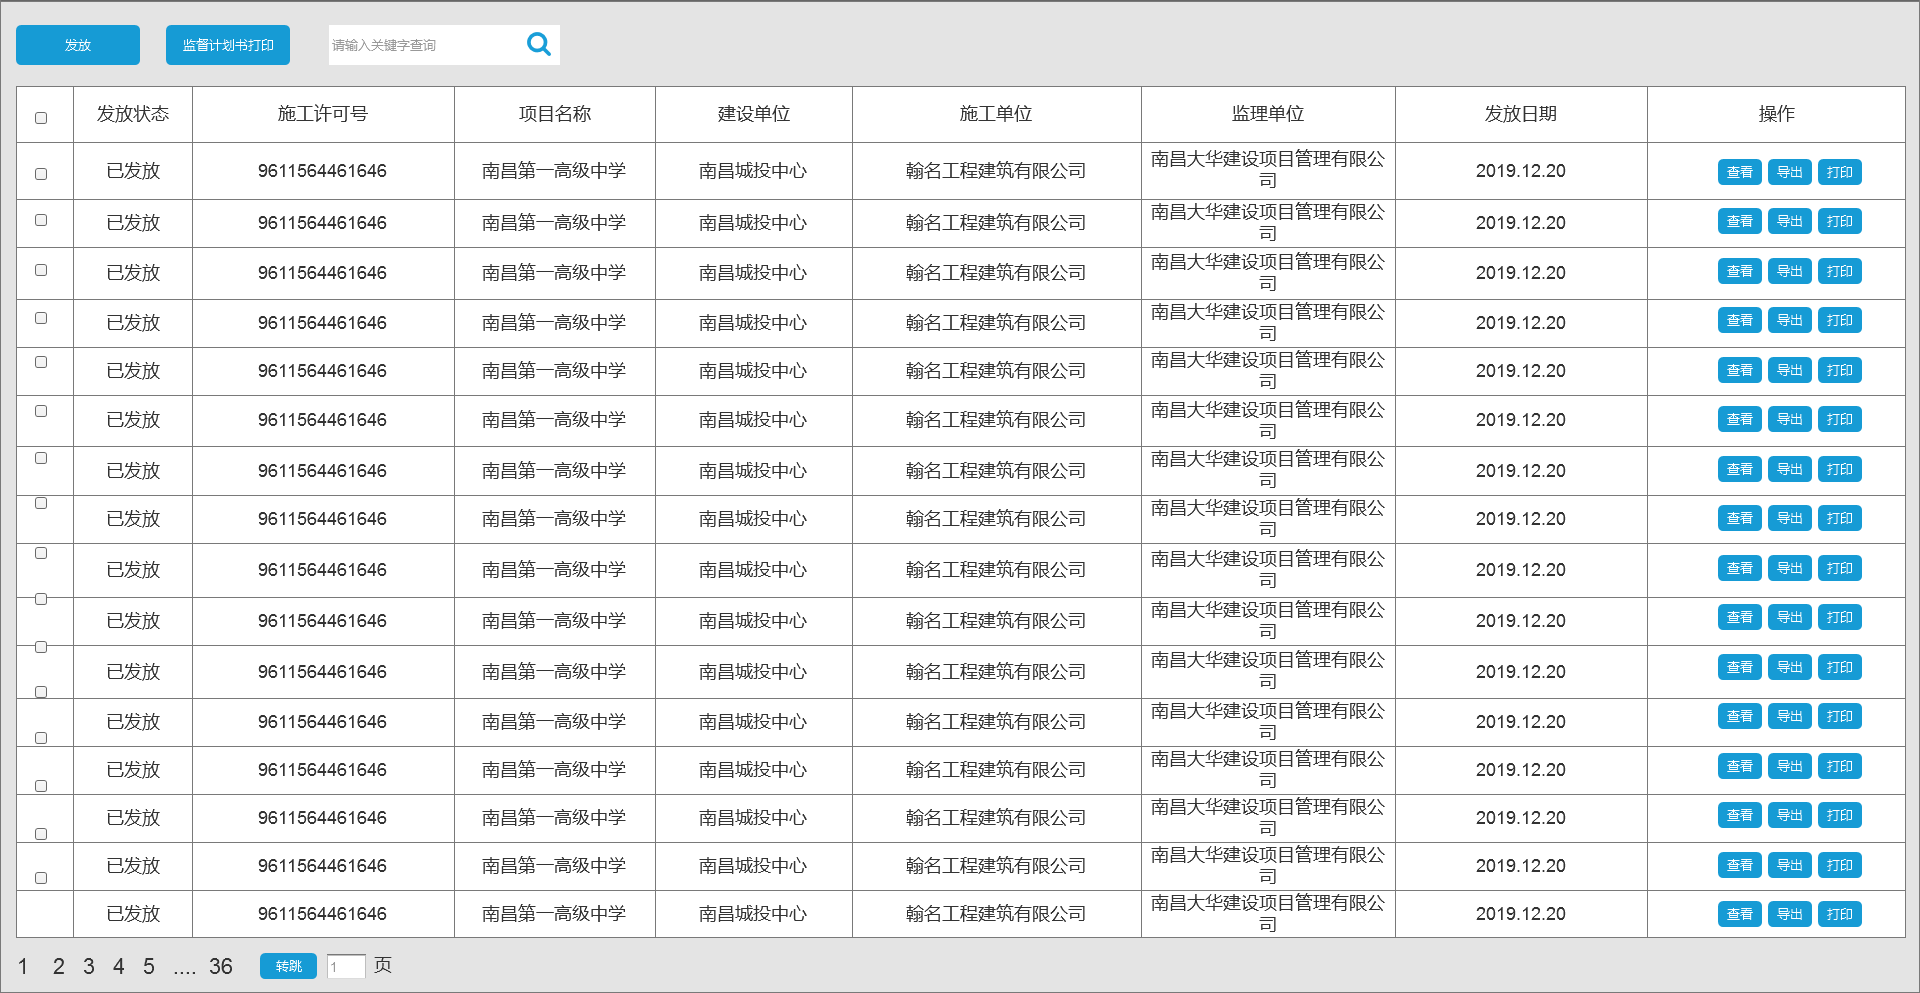 发放 监督计划书打印 请输入关键字查询
发放状态 施工许可号 项目名称 建设单位 施工单位 监理单位 发放日期 操作
已发放 9611564461646 南昌第一高级中学 南昌城投中心 翰名工程建筑有限公司 南昌大华建设项目管理有限公 2019.12.20 查看 导出 打印
司
已发放 9611564461646 南昌第一高级中学 南昌城投中心 翰名工程建筑有限公司 南昌大华建设项目管理有限公 2019.12.20 查看 导出 打印
司
已发放 9611564461646 南昌第一高级中学 南昌城投中心 翰名工程建筑有限公司 南昌大华建设项目管理有限公 2019.12.20 查看 导出 打印
司
已发放 9611564461646 南昌第一高级中学 南昌城投中心 翰名工程建筑有限公司 南昌大华建设项目管理有限公 2019.12.20 查看 导出 打印
司
已发放 9611564461646 南昌第一高级中学 南昌城投中心 翰名工程建筑有限公司 南昌大华建设项目管理有限公 2019.12.20 查看 导出 打印
司
已发放 9611564461646 南昌第一高级中学 南昌城投中心 翰名工程建筑有限公司 南昌大华建设项目管理有限公 2019.12.20 查看 导出 打印
司
已发放 9611564461646 南昌第一高级中学 南昌城投中心 翰名工程建筑有限公司 南昌大华建设项目管理有限公 2019.12.20 查看 导出 打印
司
已发放 9611564461646 南昌第一高级中学 南昌城投中心 翰名工程建筑有限公司 南昌大华建设项目管理有限公 2019.12.20 查看 导出 打印
司
已发放 9611564461646 南昌第一高级中学 南昌城投中心 翰名工程建筑有限公司 南昌大华建设项目管理有限公 2019.12.20 查看 导出 打印
司
已发放 9611564461646 南昌第一高级中学 南昌城投中心 翰名工程建筑有限公司 南昌大华建设项目管理有限公 2019.12.20 查看 导出 打印
司
已发放 9611564461646 南昌第一高级中学 南昌城投中心 翰名工程建筑有限公司 南昌大华建设项目管理有限公 2019.12.20 查看 导出 打印
司
已发放 9611564461646 南昌第一高级中学 南昌城投中心 翰名工程建筑有限公司 南昌大华建设项目管理有限公 2019.12.20 查看 导出 打印
司
已发放 9611564461646 南昌第一高级中学 南昌城投中心 翰名工程建筑有限公司 南昌大华建设项目管理有限公 2019.12.20 查看 导出 打印
司
已发放 9611564461646 南昌第一高级中学 南昌城投中心 翰名工程建筑有限公司 南昌大华建设项目管理有限公 2019.12.20 查看 导出 打印
司
已发放 9611564461646 南昌第一高级中学 南昌城投中心 翰名工程建筑有限公司 南昌大华建设项目管理有限公 2019.12.20 查看 导出 打印
司
已发放 9611564461646 南昌第一高级中学 南昌城投中心 翰名工程建筑有限公司 南昌大华建设项目管理有限公 2019.12.20 查看 导出 打印
司
1 2 3 4 5 .... 36 转跳 1 页